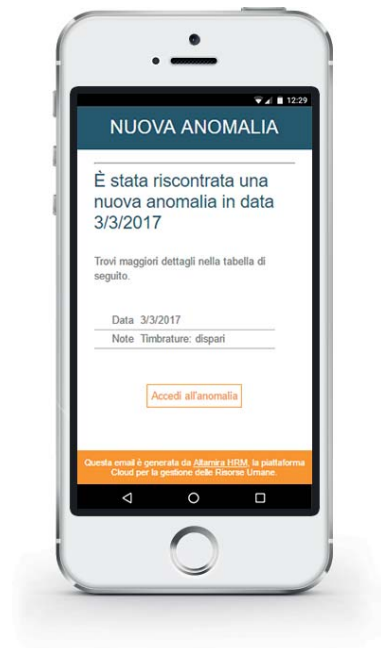 12:29
NUOVA ANOMALIA
È stata riscontrata una
nuova anomalia in data
3/3/2017
Trovi maggiori dettagli nella tabella di
seguito.
Data 3/3/2017
Note Timbrature: dispari
Accedi all'anomalia
Questa email è generata da Altamira HRM, la piattaforma
Cloud per la gestione delle Risorse Umane.